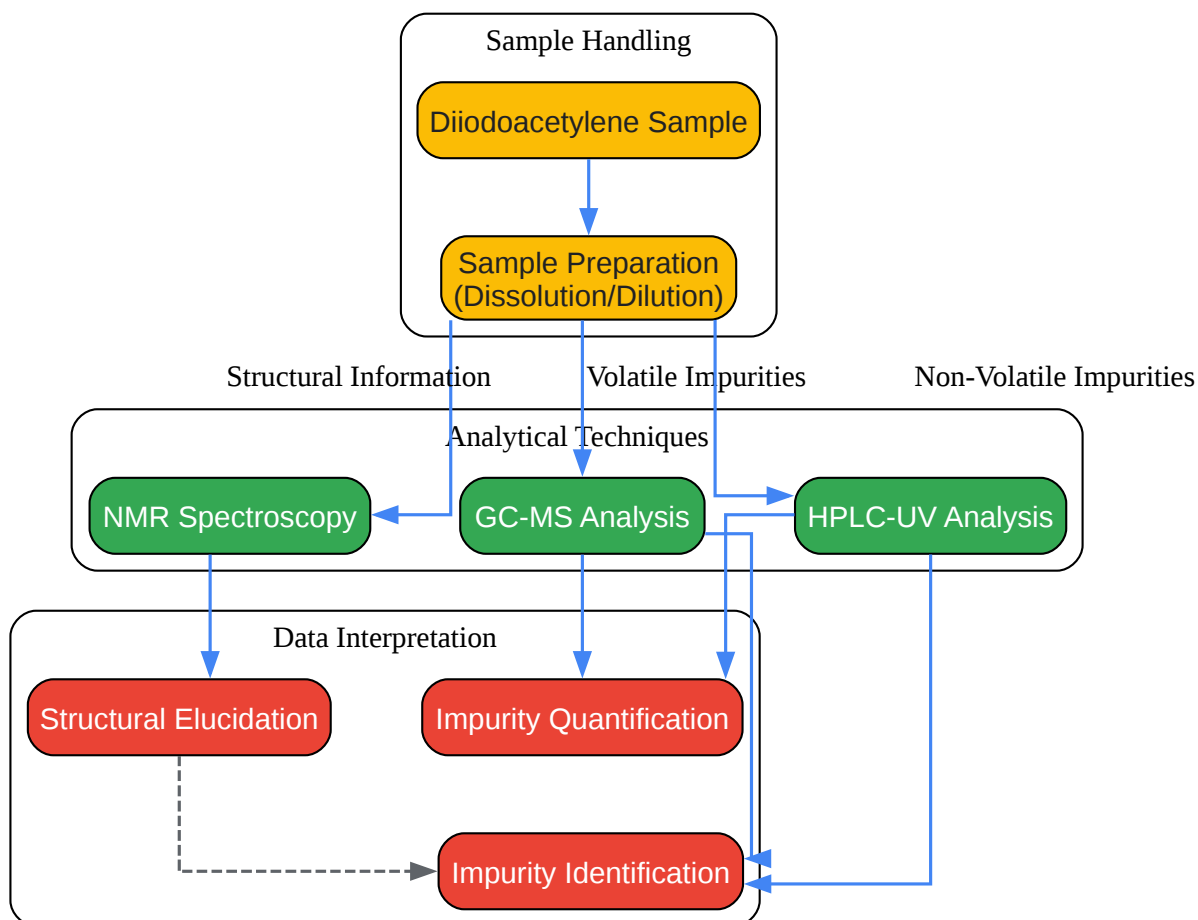 Sample Handling
Diiodoacetylene Sample
Sample Preparation
(Dissolution/Dilution)
Structural Information
Volatile Impurities
Non-Volatile Impurities
Analytical Techniques
NMR Spectroscopy
GC-MS Analysis
HPLC-UV Analysis
Data Interpretation
Structural Elucidation
Impurity Quantification
Impurity Identification